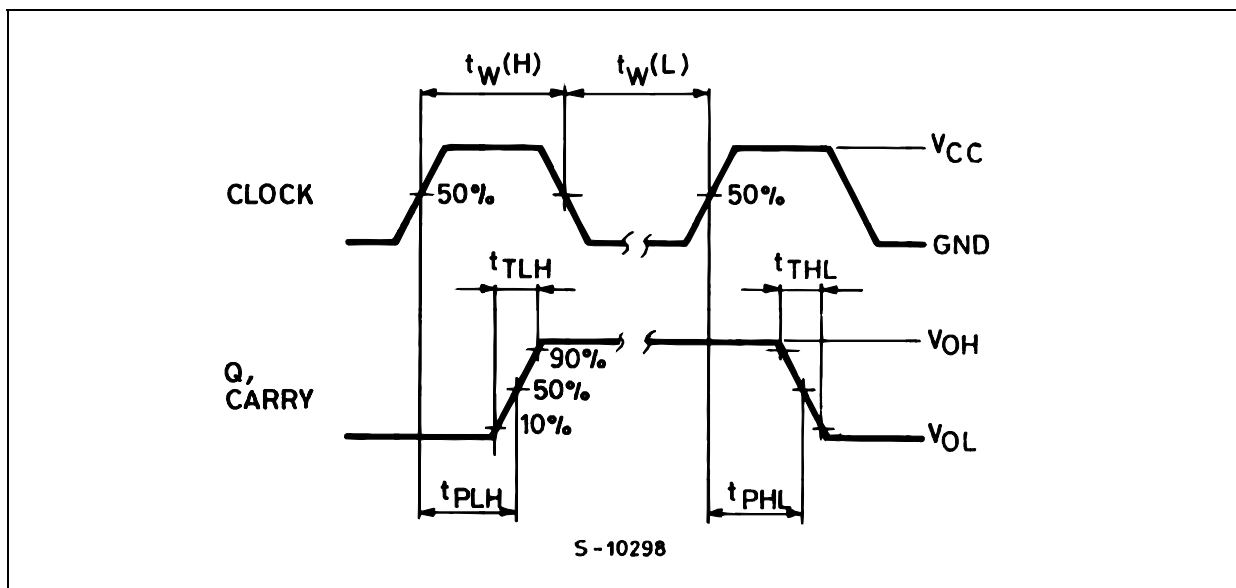 tW(H)
tW(L)
VCC
CLOCK
50%
50%
GND
tTLH
tTHL
VOH
90%
Q,
50%
CARRY
10%
VOL
tPLH
tPHL
S-10298